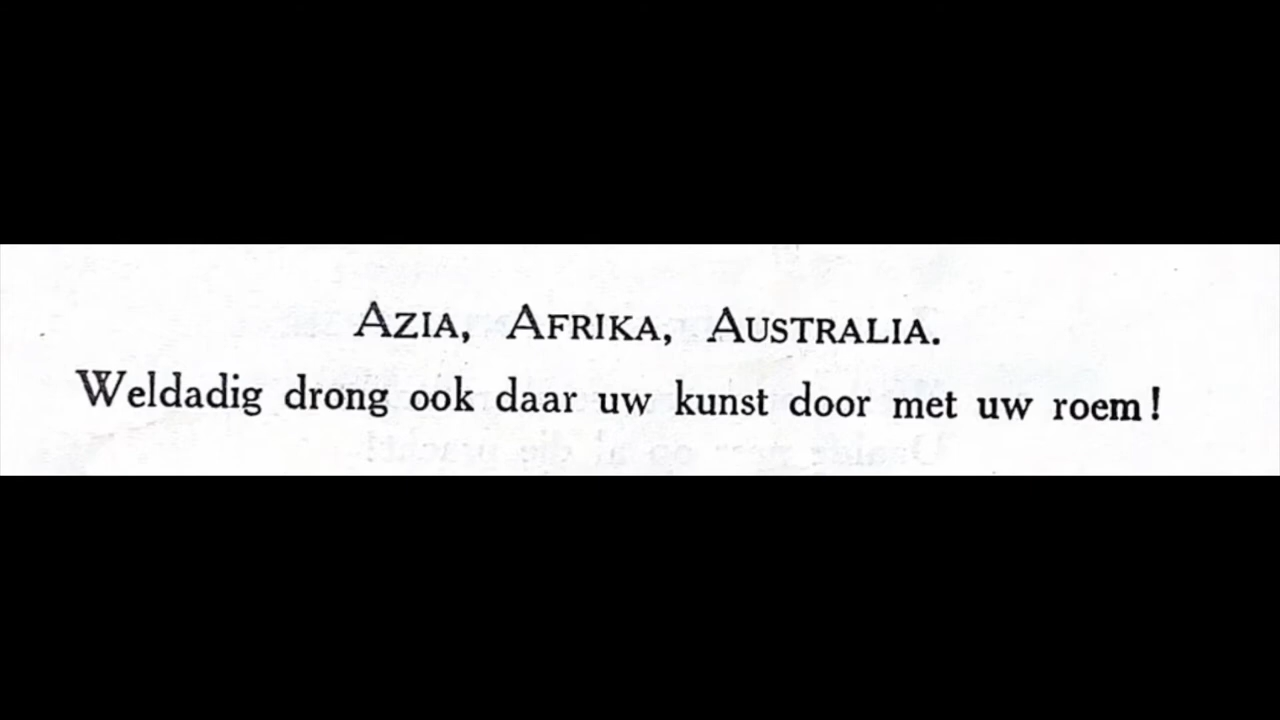 AZIA, AFRIKA, AUSTRALIA.
Weldadig drong ook daar uw kunst door met uw roem!